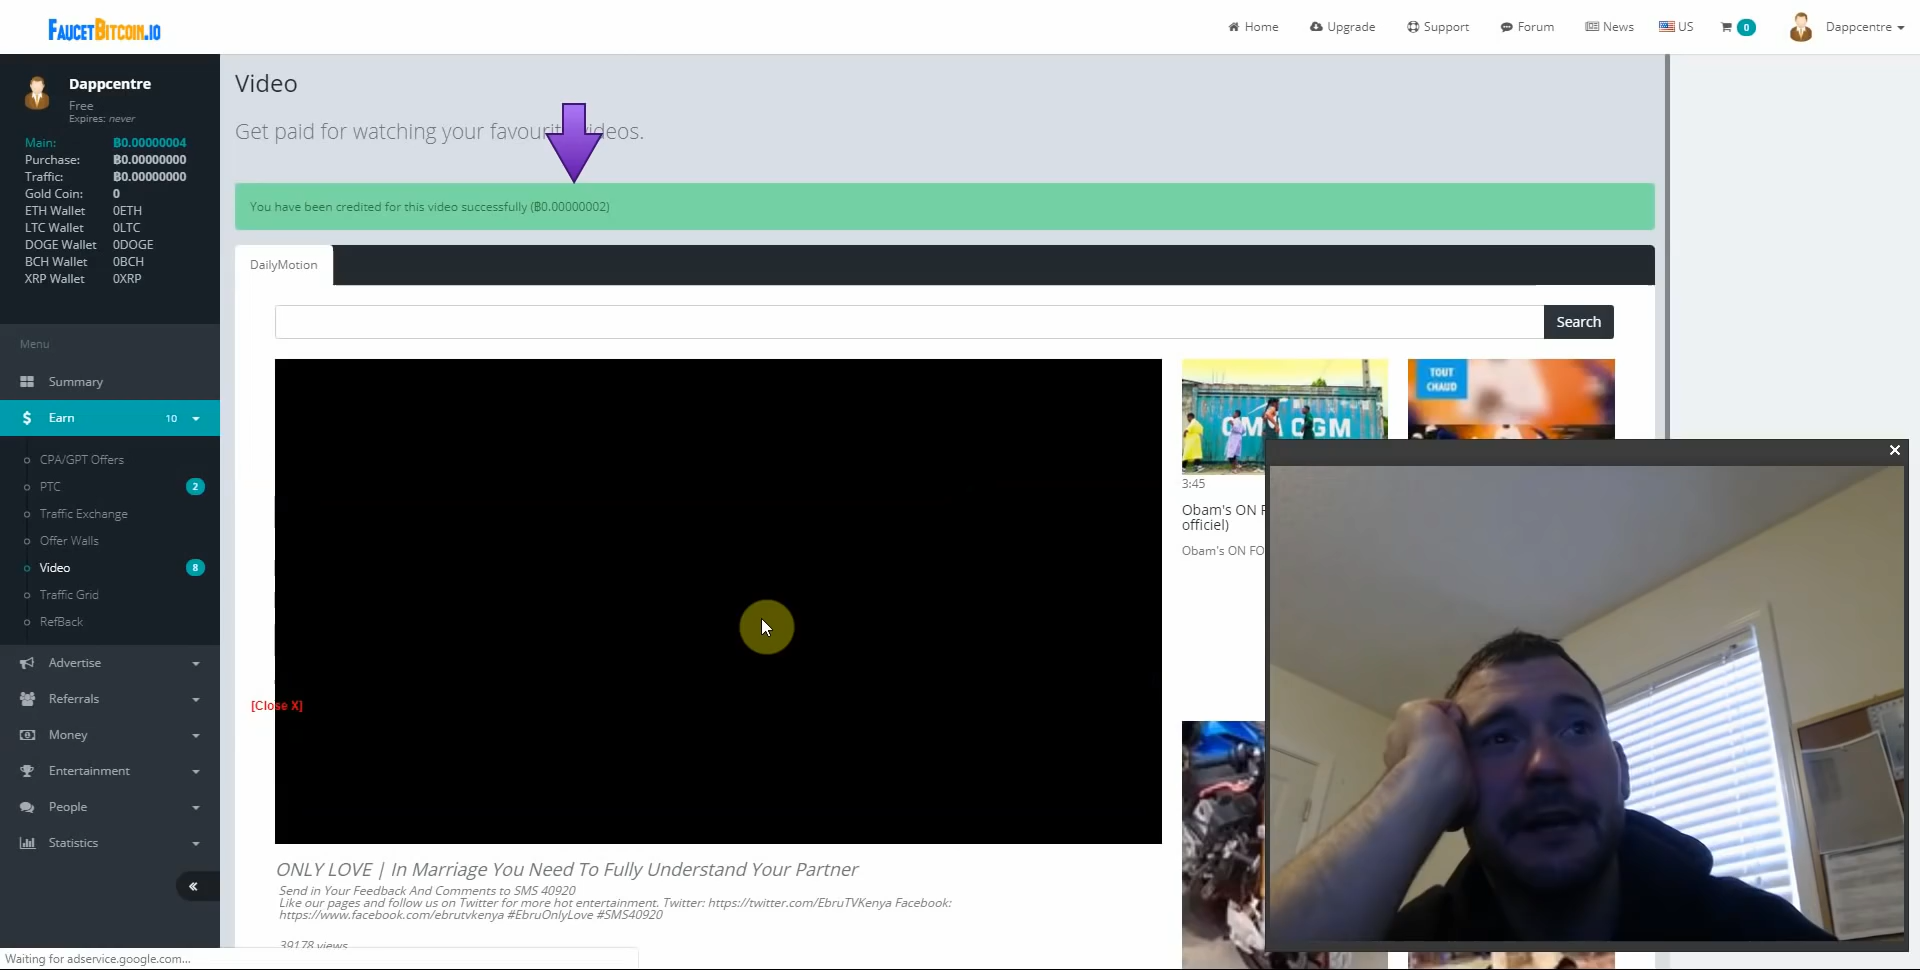 FAUCETBITCOIN.IO
Home
Upgrade
Support
Forum
News
US
0
Dappcentre
Dappcentre
Free
Expires: never
Main: ฿0.00000004
Purchase: ฿0.00000000
Traffic: ฿0.00000000
Gold Coin: 0
ETH Wallet 0ETH
LTC Wallet 0LTC
DOGE Wallet 0DOGE
BCH Wallet 0BCH
XRP Wallet 0XRP
Menu
Summary
Earn 10
CPA/GPT Offers
PTC 2
Traffic Exchange
Offer Walls
Video 8
Traffic Grid
RefBack
Advertise
Referrals
Money
Entertainment
People
Statistics
«
Video
Get paid for watching your favourite videos.
You have been credited for this video successfully (฿0.00000002)
DailyMotion
Search
[Close X]
ONLY LOVE | In Marriage You Need To Fully Understand Your Partner
Send in Your Feedback And Comments to SMS 40920
Like our pages and follow us on Twitter for more hot entertainment. Twitter: https://twitter.com/EbruTVKenya Facebook:
https://www.facebook.com/ebrutvkenya #EbruOnlyLove #SMS40920
39178 views
CMA CGM
3:45
Obam's ON
officiel)
Obam's ON FO
TOUT
CHAUD
Waiting for adservice.google.com...